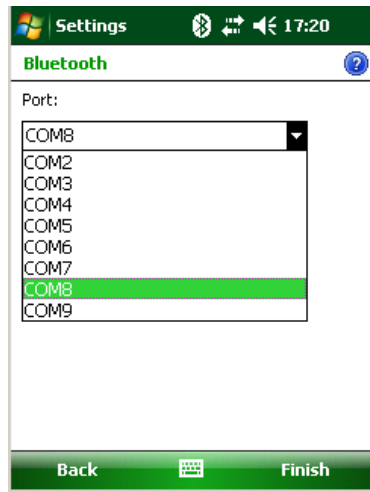 Settings 17:20
Bluetooth ?
Port:
COM8
COM2
COM3
COM4
COM5
COM6
COM7
COM8
COM9
Back Finish